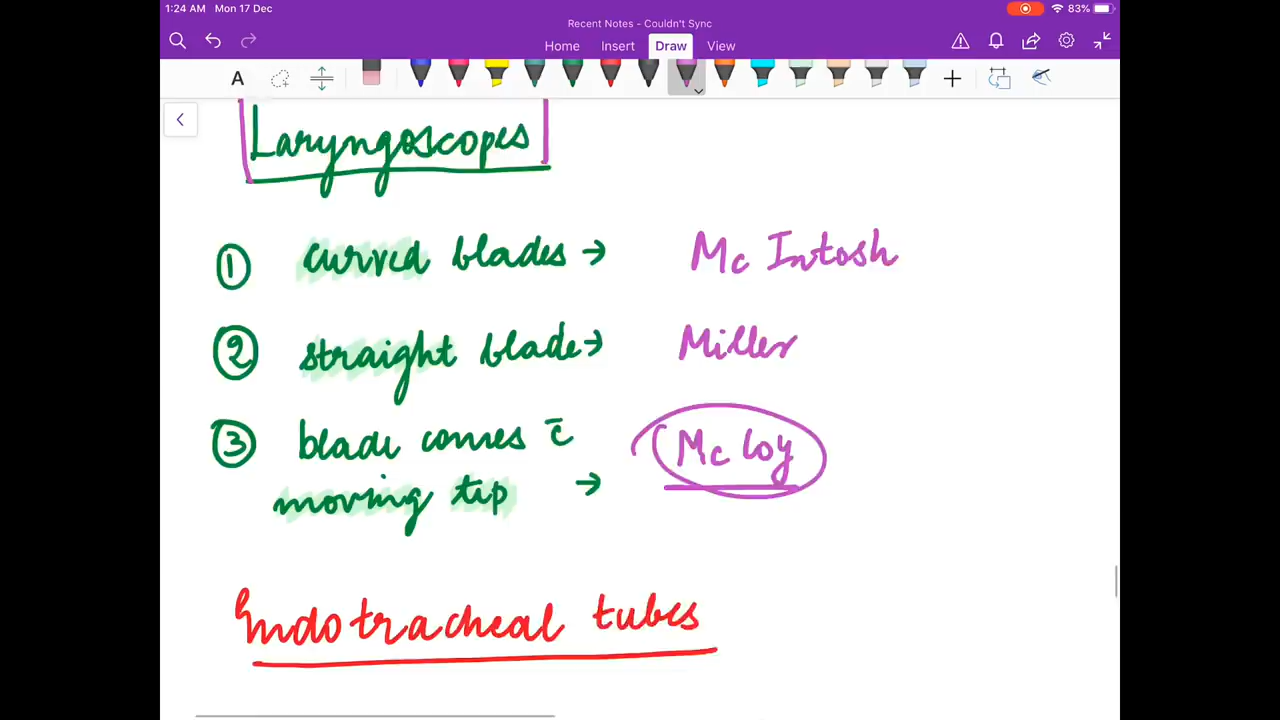 1:24 AM Mon 17 Dec
83%
Recent Notes - Couldn't Sync
Home Insert Draw View
A
Laryngoscopes
① curved blades → Mc Intosh
② straight blade → Miller
③ blade comes c̄
moving tip → Mc Coy
Endotracheal tubes